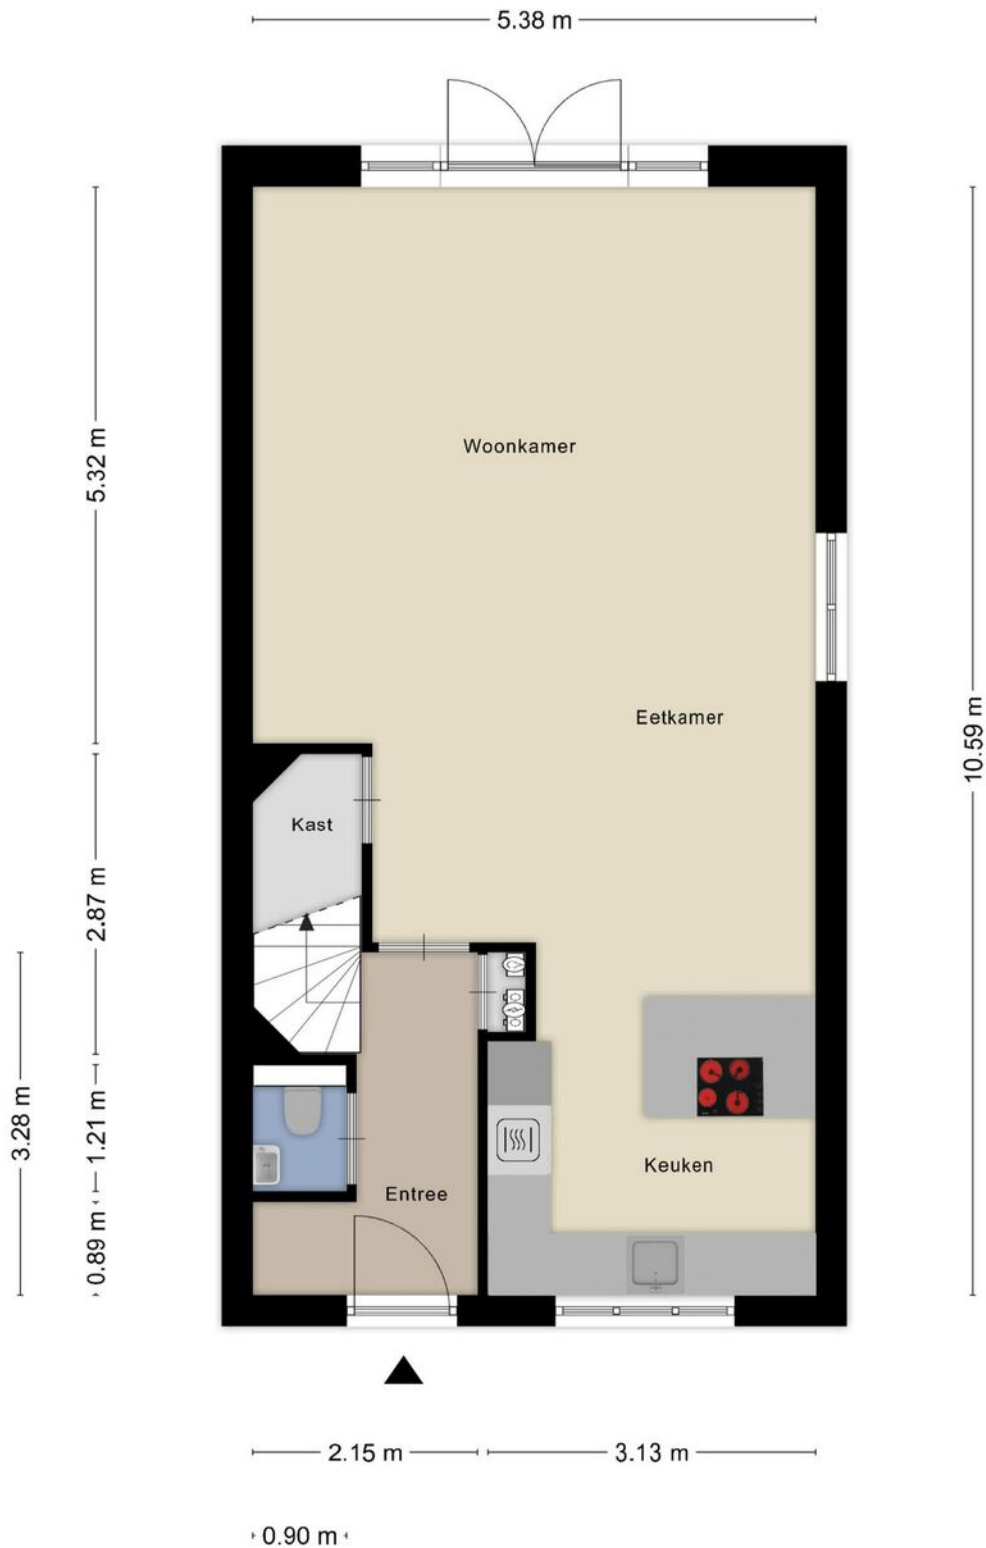 5.38 m
Woonkamer
5.32 m
Eetkamer
10.59 m
Kast
2.87 m
3.28 m
1.21 m
Keuken
Entree
0.89 m
2.15 m
3.13 m
0.90 m